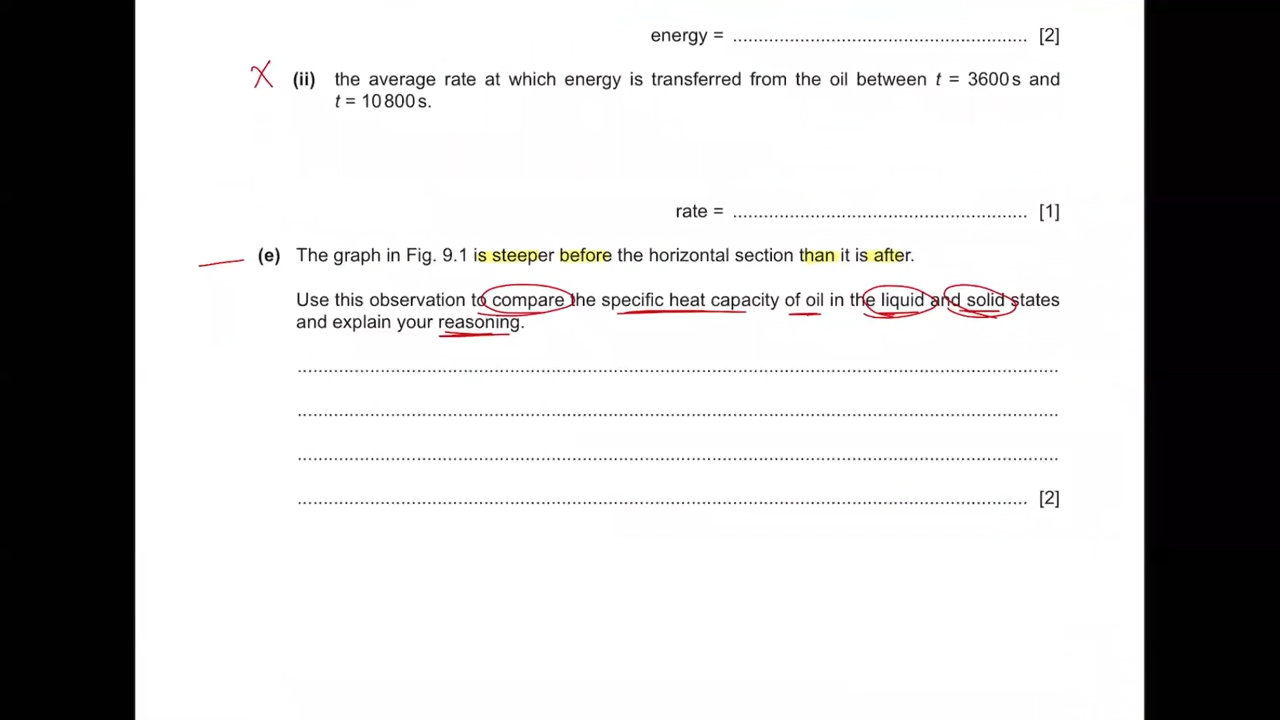 energy = .......................................................... [2]
X (ii) the average rate at which energy is transferred from the oil between t = 3600 s and
t = 10 800 s.
rate = .......................................................... [1]
(e) The graph in Fig. 9.1 is steeper before the horizontal section than it is after.
Use this observation to compare the specific heat capacity of oil in the liquid and solid states
and explain your reasoning.
..........................................................................................................................................
..........................................................................................................................................
..........................................................................................................................................
.................................................................................................................................... [2]